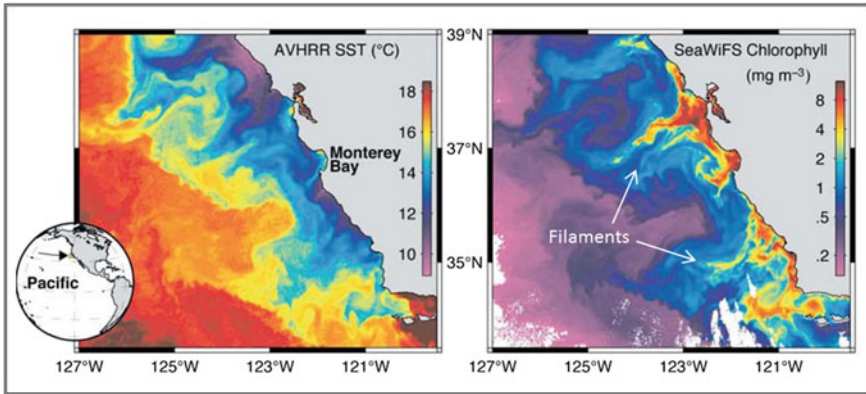 AVHRR SST (°C)
18
16
14
12
10
Monterey
Bay
Pacific
127°W
125°W
123°W
121°W
39°N
37°N
35°N
SeaWiFS Chlorophyll
(mg m⁻³)
8
4
2
1
.5
.2
Filaments
127°W
125°W
123°W
121°W